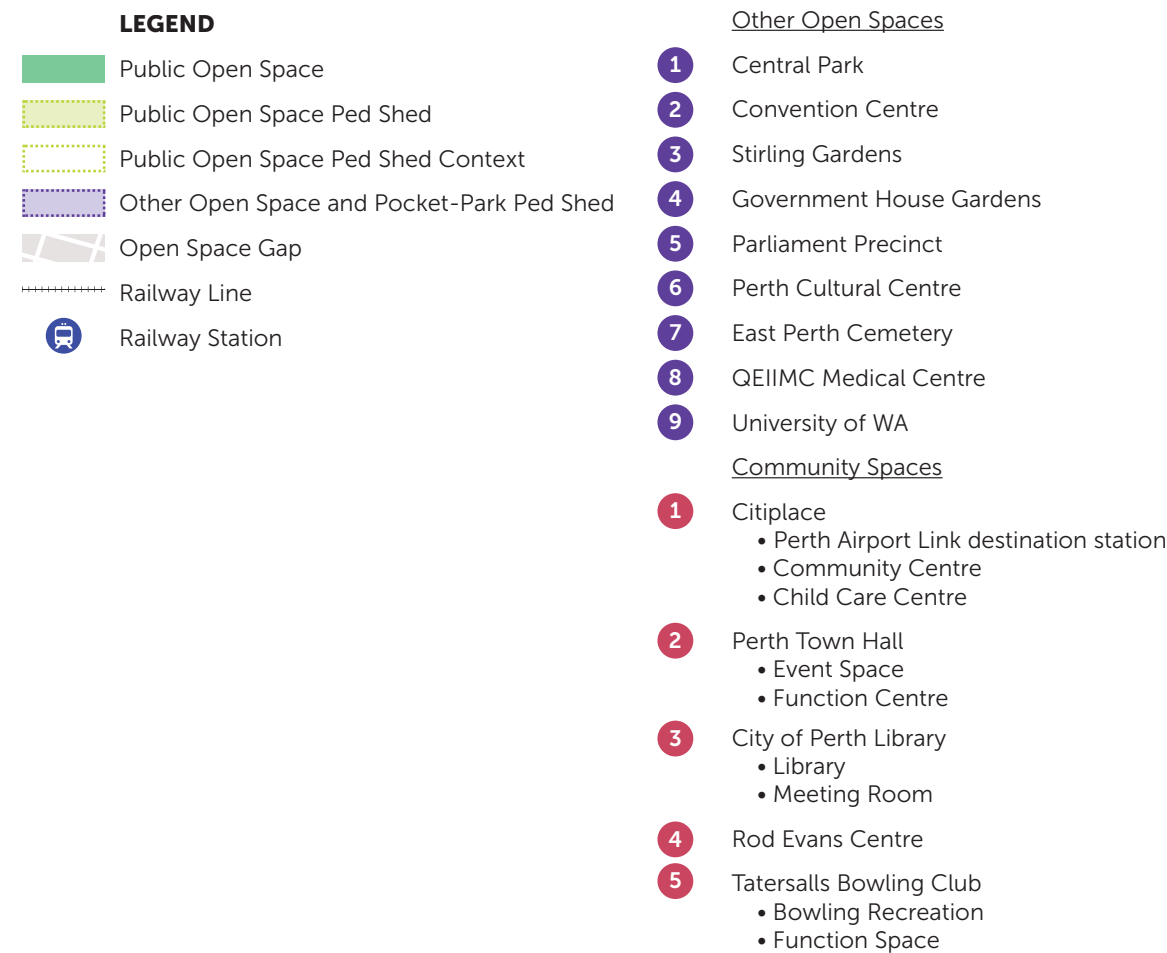 LEGEND
Public Open Space
Public Open Space Ped Shed
Public Open Space Ped Shed Context
Other Open Space and Pocket-Park Ped Shed
Open Space Gap
Railway Line
Railway Station
Other Open Spaces
1 Central Park
2 Convention Centre
3 Stirling Gardens
4 Government House Gardens
5 Parliament Precinct
6 Perth Cultural Centre
7 East Perth Cemetery
8 QEIIMC Medical Centre
9 University of WA
Community Spaces
1 Citiplace
• Perth Airport Link destination station
• Community Centre
• Child Care Centre
2 Perth Town Hall
• Event Space
• Function Centre
3 City of Perth Library
• Library
• Meeting Room
4 Rod Evans Centre
5 Tatersalls Bowling Club
• Bowling Recreation
• Function Space